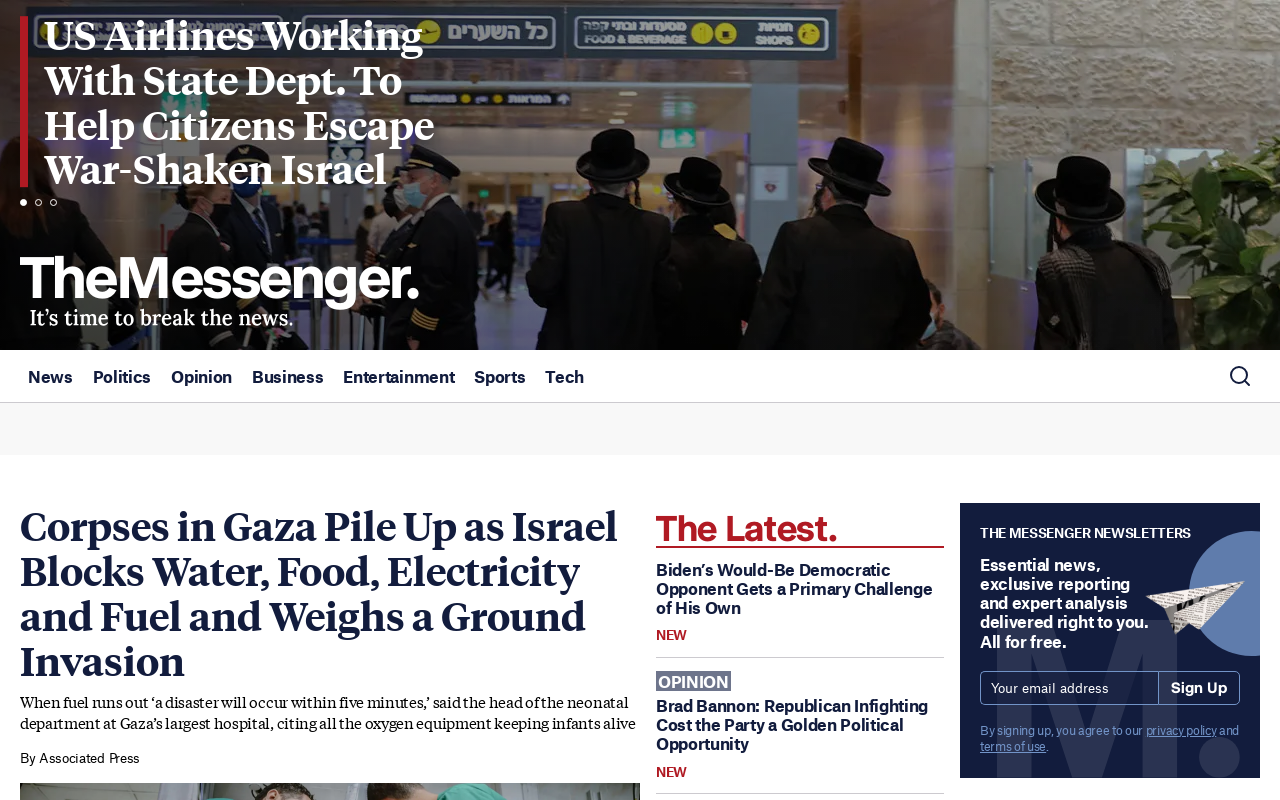 US Airlines Working
With State Dept. To
Help Citizens Escape
War-Shaken Israel
כל השערים
מסעדות ובתי קפה
FOOD & BEVERAGE
חנויות
SHOPS
TheMessenger.
It’s time to break the news.
News Politics Opinion Business Entertainment Sports Tech
Corpses in Gaza Pile Up as Israel
Blocks Water, Food, Electricity
and Fuel and Weighs a Ground
Invasion
When fuel runs out ‘a disaster will occur within five minutes,’ said the head of the neonatal
department at Gaza’s largest hospital, citing all the oxygen equipment keeping infants alive
By Associated Press
The Latest.
Biden’s Would-Be Democratic
Opponent Gets a Primary Challenge
of His Own
NEW
OPINION
Brad Bannon: Republican Infighting
Cost the Party a Golden Political
Opportunity
NEW
THE MESSENGER NEWSLETTERS
Essential news,
exclusive reporting
and expert analysis
delivered right to you.
All for free.
Your email address Sign Up
By signing up, you agree to our privacy policy and
terms of use.
M.